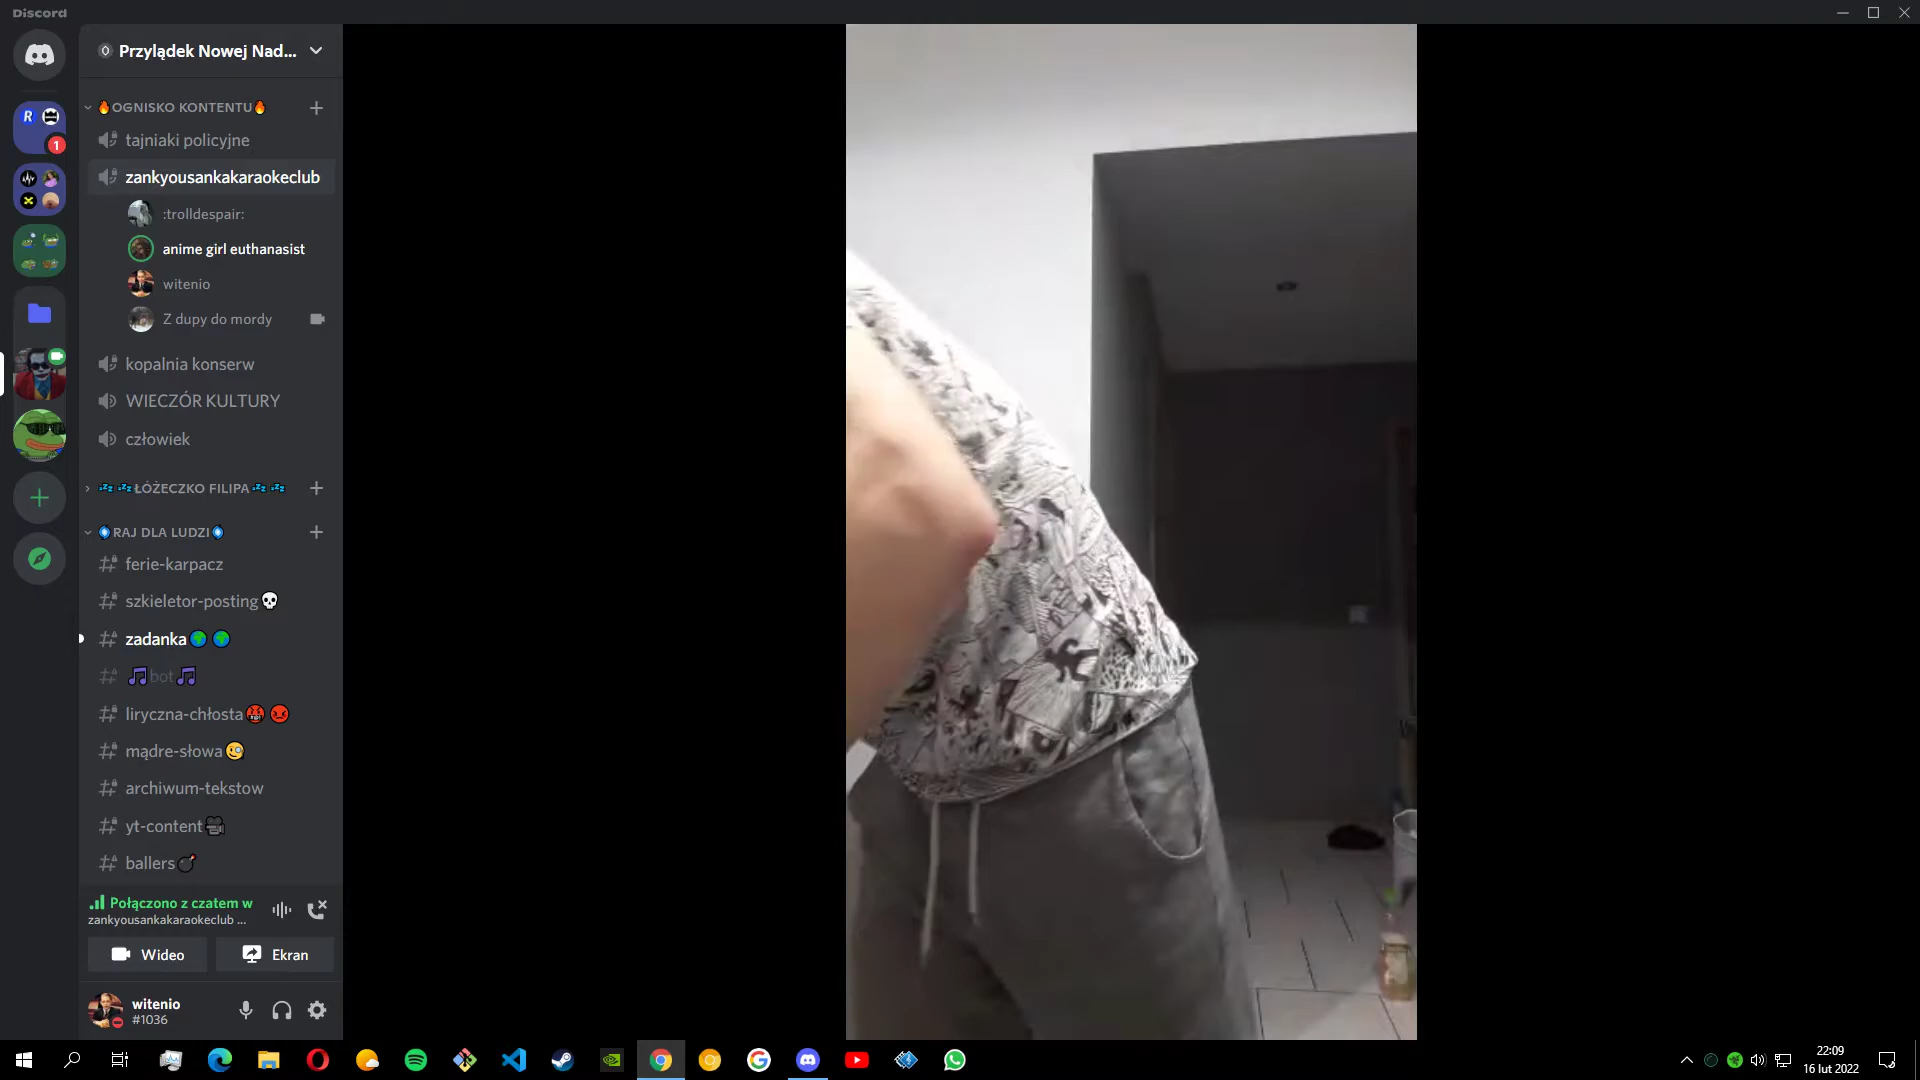 Discord
Przylądek Nowej Nad...
OGNISKO KONTENTU
tajniaki policyjne
zankyousankakaraokeclub
:trolldespair:
anime girl euthanasist
witenio
Z dupy do mordy
kopalnia konserw
WIECZÓR KULTURY
człowiek
ŁÓŻECZKO FILIPA
RAJ DLA LUDZI
ferie-karpacz
szkieletor-posting
zadanka
bot
liryczna-chłosta
mądre-słowa
archiwum-tekstow
yt-content
ballers
Połączono z czatem w
zankyousankakaraokeclub ...
Wideo
Ekran
witenio
#1036
1
22:09
16 lut 2022